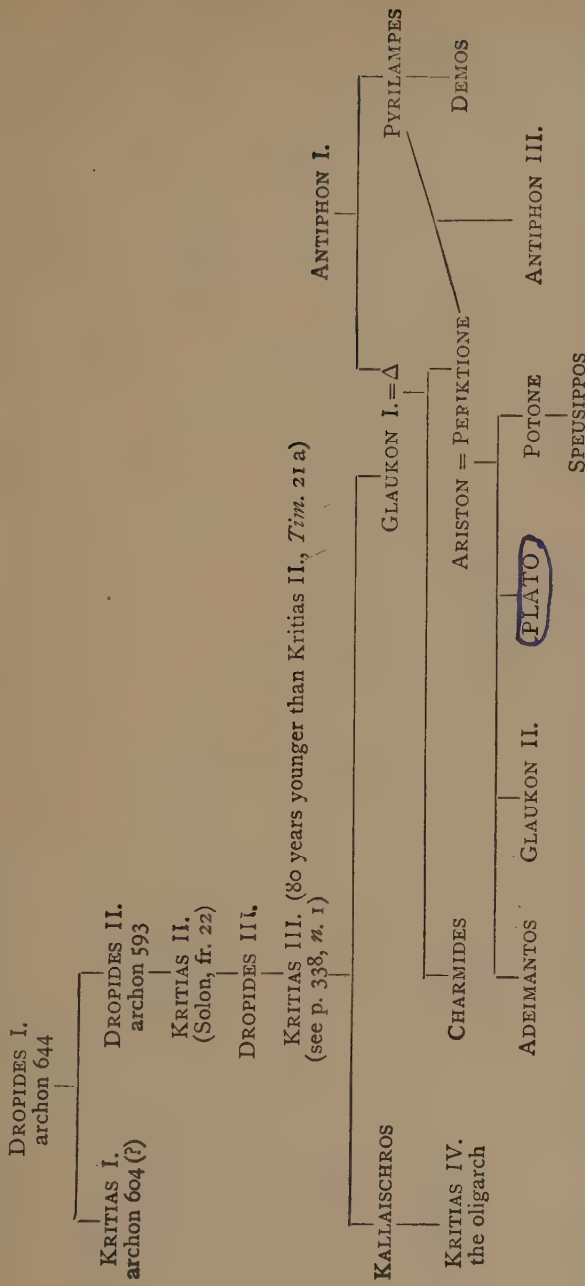 DROPIDES I.
archon 644
KRITIAS I.
archon 604(?)
DROPIDES II.
archon 593
KRITIAS II.
(Solon, fr. 22)
DROPIDES III.
KRITIAS III. (80 years younger than Kritias II., Tim. 21 a)
(see p. 338, n. 1)
ANTIPHON I.
KALLAISCHROS
GLAUKON I. = Δ
PYRILAMPES
KRITIAS IV.
the oligarch
CHARMIDES
ARISTON = PERIKTIONE
DEMOS
ADEIMANTOS
GLAUKON II.
PLATO
POTONE
ANTIPHON III.
SPEUSIPPOS